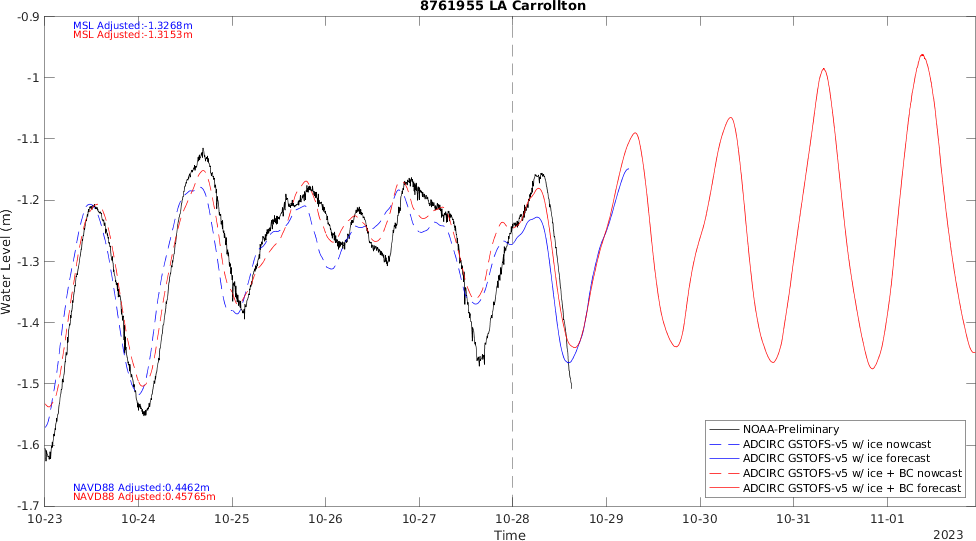 8761955 LA Carrollton
MSL Adjusted:-1.3268m
MSL Adjusted:-1.3153m
-0.9
-1
-1.1
-1.2
-1.3
-1.4
-1.5
-1.6
-1.7
Water Level (m)
NAVD88 Adjusted:0.4462m
NAVD88 Adjusted:0.45765m
NOAA-Preliminary
ADCIRC GSTOFS-v5 w/ ice nowcast
ADCIRC GSTOFS-v5 w/ ice forecast
ADCIRC GSTOFS-v5 w/ ice + BC nowcast
ADCIRC GSTOFS-v5 w/ ice + BC forecast
10-23 10-24 10-25 10-26 10-27 10-28 10-29 10-30 10-31 11-01
Time
2023